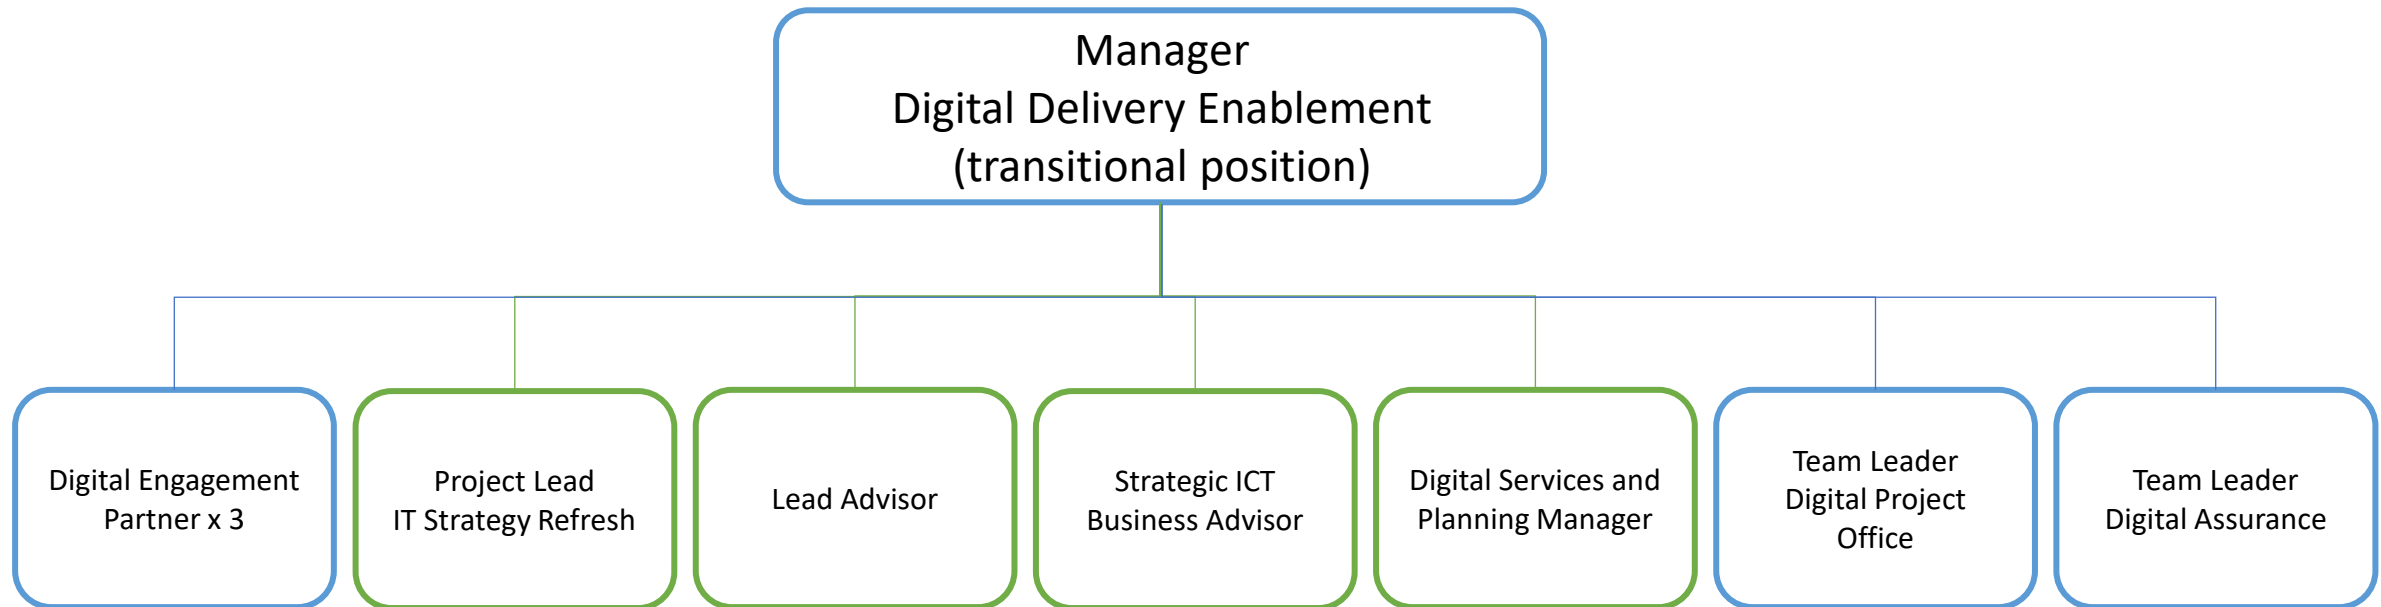 Manager
Digital Delivery Enablement
(transitional position)
Digital Engagement
Partner x 3
Project Lead
IT Strategy Refresh
Lead Advisor
Strategic ICT
Business Advisor
Digital Services and
Planning Manager
Team Leader
Digital Project
Office
Team Leader
Digital Assurance